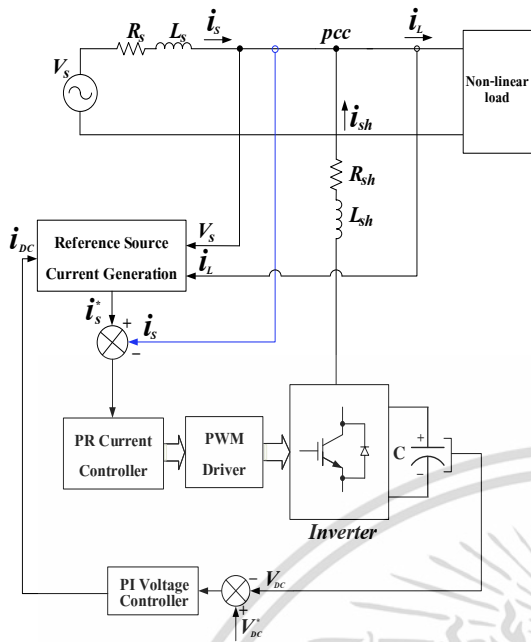 R_s L_s i_s pcc i_L
V_s
Non-linear
load
i_sh
R_sh
L_sh
V_s
i_DC
Reference Source
Current Generation
i_L
i_s^*
+
i_s
−
PR Current
Controller
PWM
Driver
C
+
−
Inverter
PI Voltage
Controller
−
V_DC
+
V_DC^*